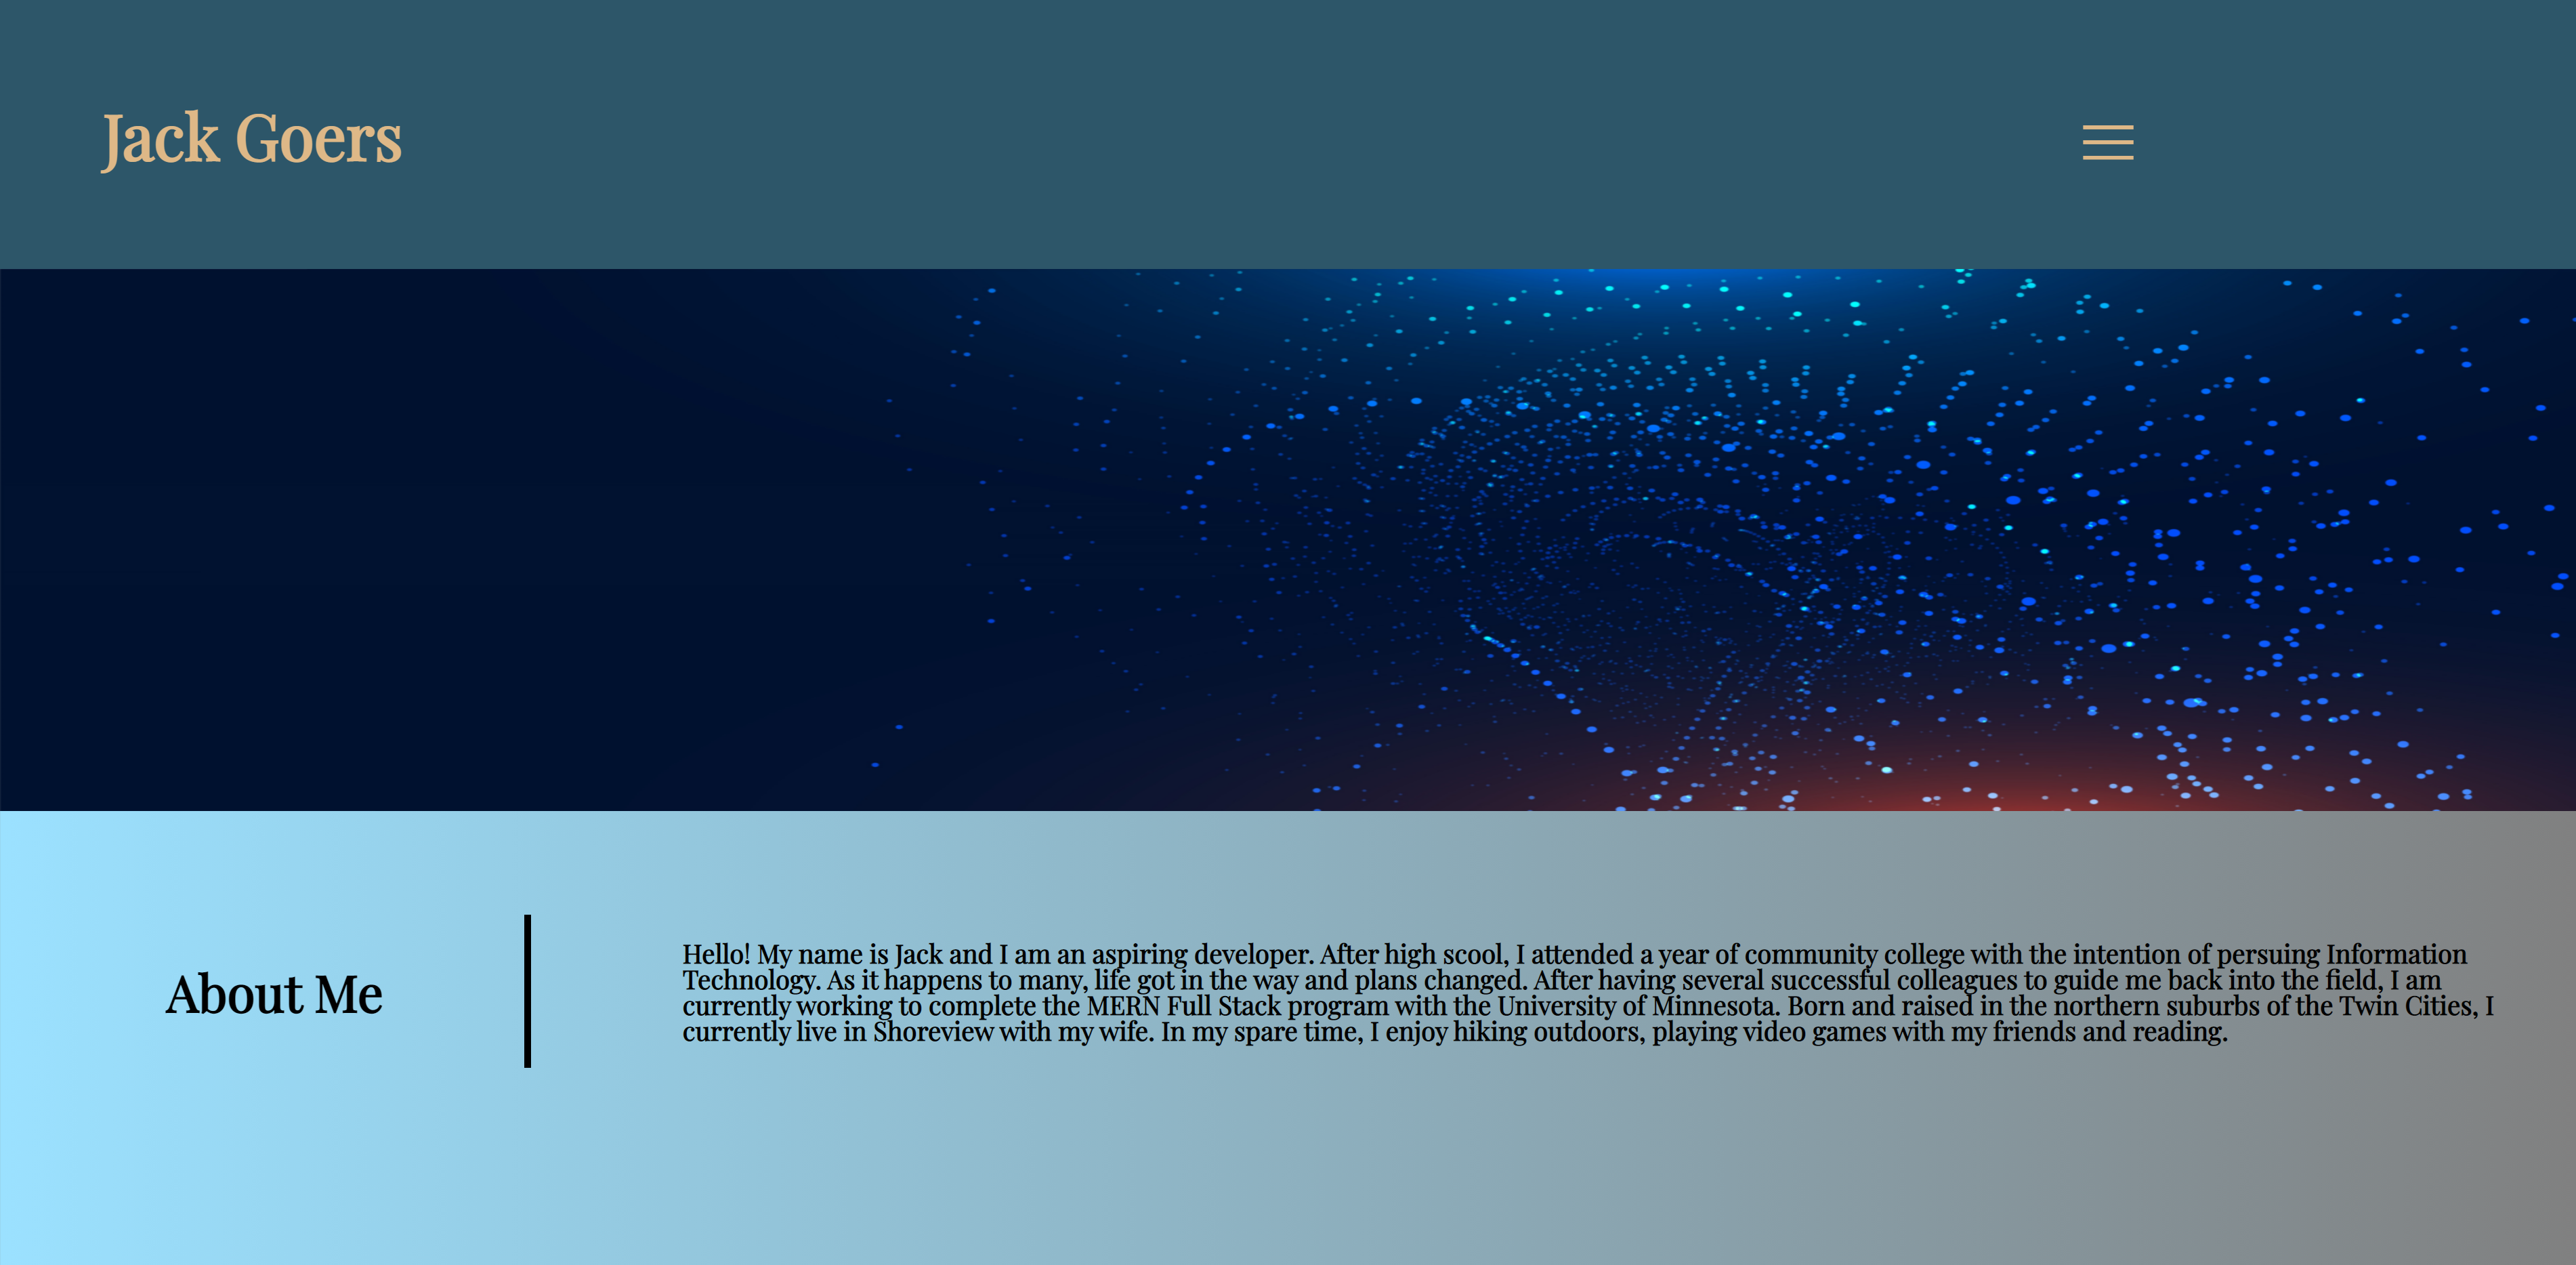 Jack Goers
About Me
Hello! My name is Jack and I am an aspiring developer. After high scool, I attended a year of community college with the intention of persuing Information
Technology. As it happens to many, life got in the way and plans changed. After having several successful colleagues to guide me back into the field, I am
currently working to complete the MERN Full Stack program with the University of Minnesota. Born and raised in the northern suburbs of the Twin Cities, I
currently live in Shoreview with my wife. In my spare time, I enjoy hiking outdoors, playing video games with my friends and reading.